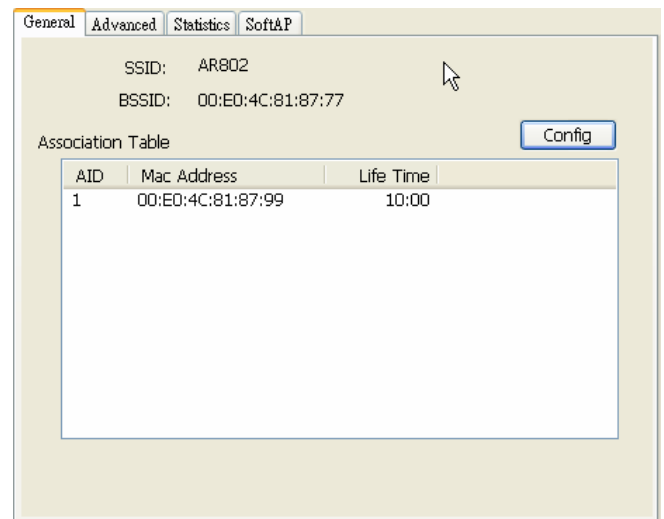 General Advanced Statistics SoftAP
SSID: AR802
BSSID: 00:E0:4C:81:87:77
Config
Association Table
AID Mac Address Life Time
1 00:E0:4C:81:87:99 10:00